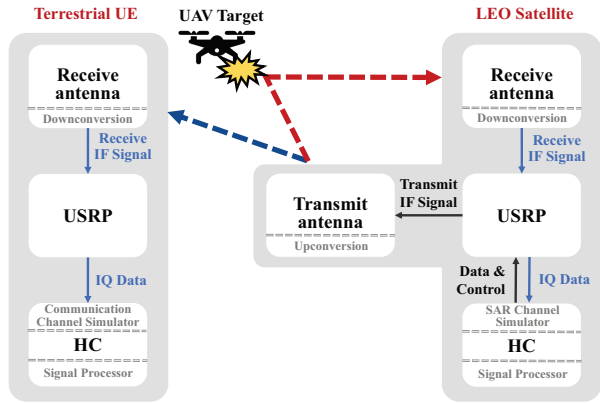 Terrestrial UE
UAV Target
LEO Satellite
Receive
antenna
Downconversion
Receive
IF Signal
USRP
IQ Data
Communication
Channel Simulator
HC
Signal Processor
Transmit
antenna
Upconversion
Transmit
IF Signal
Receive
antenna
Downconversion
Receive
IF Signal
USRP
Data &
Control
IQ Data
SAR Channel
Simulator
HC
Signal Processor